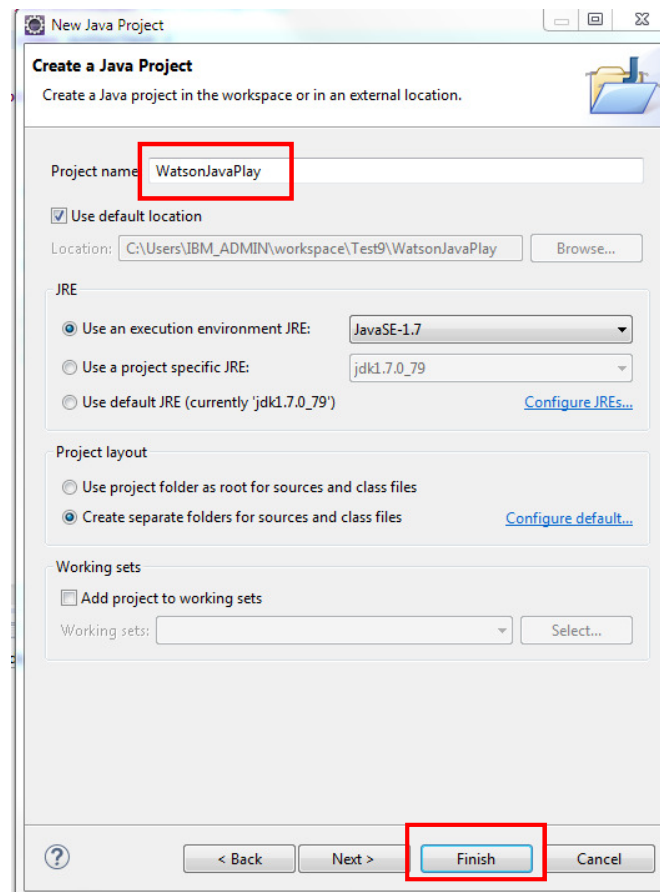 New Java Project
Create a Java Project
Create a Java project in the workspace or in an external location.
Project name WatsonJavaPlay
Use default location
Location: C:\Users\IBM_ADMIN\workspace\Test9\WatsonJavaPlay Browse...
JRE
Use an execution environment JRE: JavaSE-1.7
Use a project specific JRE: jdk1.7.0_79
Use default JRE (currently 'jdk1.7.0_79') Configure JREs...
Project layout
Use project folder as root for sources and class files
Create separate folders for sources and class files Configure default...
Working sets
Add project to working sets
Working sets: Select...
? < Back Next > Finish Cancel